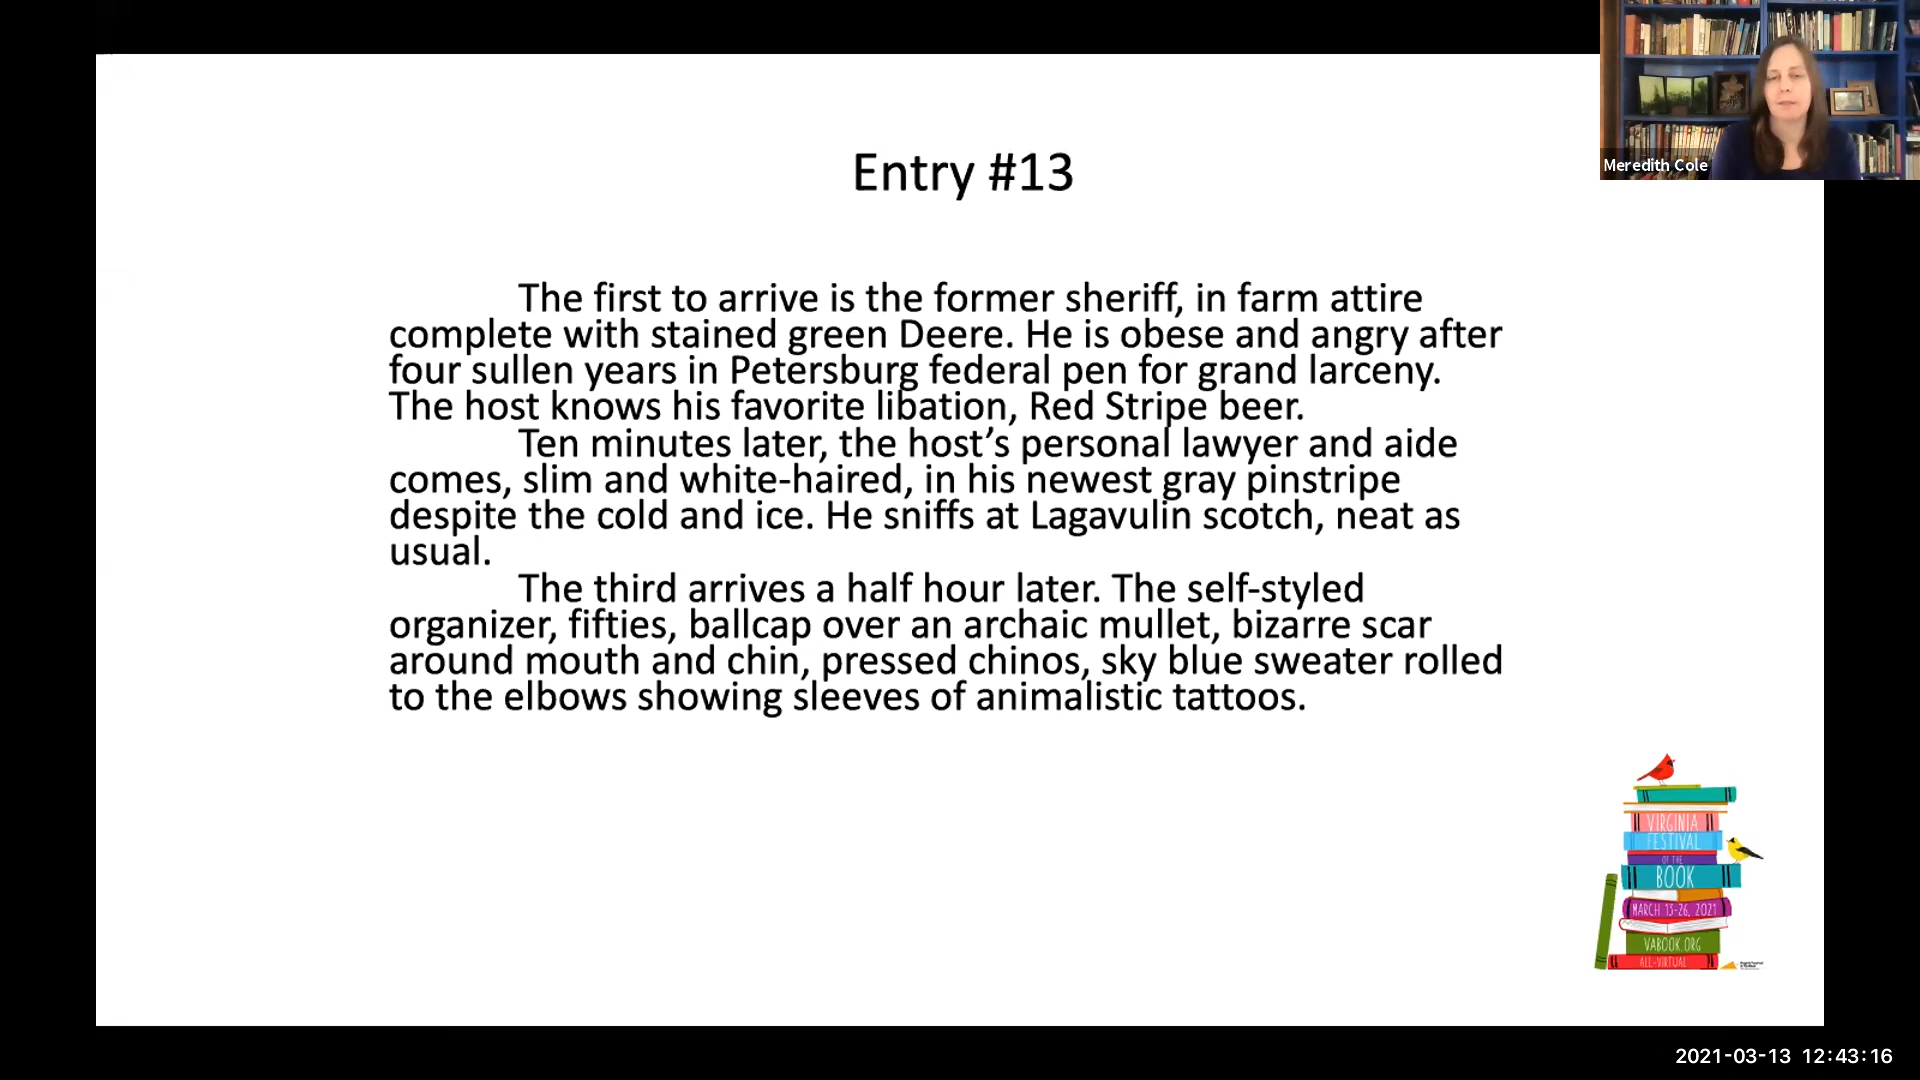 Meredith Cole
Entry #13
The first to arrive is the former sheriff, in farm attire
complete with stained green Deere. He is obese and angry after
four sullen years in Petersburg federal pen for grand larceny.
The host knows his favorite libation, Red Stripe beer.
Ten minutes later, the host’s personal lawyer and aide
comes, slim and white-haired, in his newest gray pinstripe
despite the cold and ice. He sniffs at Lagavulin scotch, neat as
usual.
The third arrives a half hour later. The self-styled
organizer, fifties, ballcap over an archaic mullet, bizarre scar
around mouth and chin, pressed chinos, sky blue sweater rolled
to the elbows showing sleeves of animalistic tattoos.
VIRGINIA
FESTIVAL
OF THE
BOOK
MARCH 13-26, 2021
VABOOK.ORG
ALL-VIRTUAL
2021-03-13 12:43:16